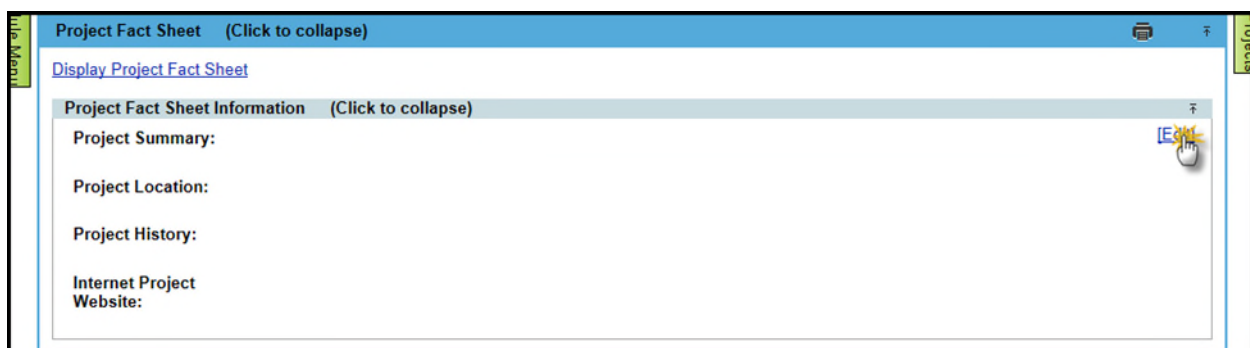 Project Fact Sheet (Click to collapse)
Display Project Fact Sheet
Project Fact Sheet Information (Click to collapse)
Project Summary:
Project Location:
Project History:
Internet Project
Website:
Menu